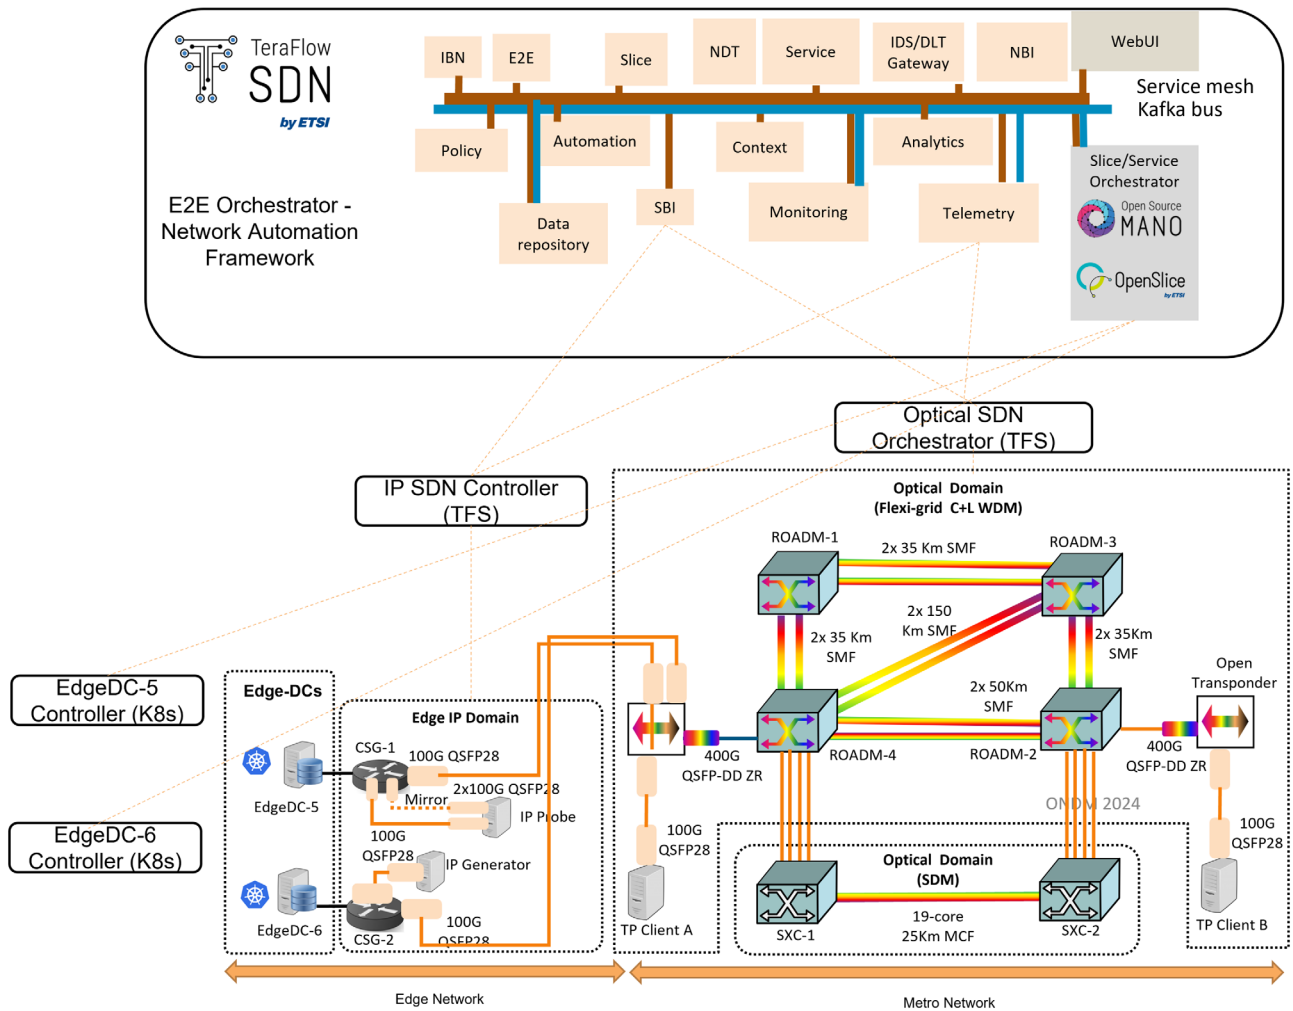 TeraFlow
SDN
by ETSI
E2E Orchestrator -
Network Automation
Framework
IBN
E2E
Slice
NDT
Service
IDS/DLT
Gateway
NBI
WebUI
Service mesh
Kafka bus
Policy
Automation
Context
Analytics
Data
repository
SBI
Monitoring
Telemetry
Slice/Service
Orchestrator
Open Source
MANO
OpenSlice
by ETSI
Optical SDN
Orchestrator (TFS)
IP SDN Controller
(TFS)
EdgeDC-5
Controller (K8s)
EdgeDC-6
Controller (K8s)
Optical Domain
(Flexi-grid C+L WDM)
ROADM-1
2x 35 Km SMF
ROADM-3
2x 150
Km SMF
2x 35 Km
SMF
2x 35Km
SMF
2x 50Km
SMF
ROADM-4
ROADM-2
Open
Transponder
400G
QSFP-DD ZR
400G
QSFP-DD ZR
ONDM 2024
100G
QSFP28
100G
QSFP28
TP Client A
TP Client B
Optical Domain
(SDM)
19-core
25Km MCF
SXC-1
SXC-2
Edge-DCs
EdgeDC-5
EdgeDC-6
Edge IP Domain
CSG-1
100G QSFP28
Mirror
2x100G QSFP28
IP Probe
100G
QSFP28
IP Generator
CSG-2
100G
QSFP28
Edge Network
Metro Network